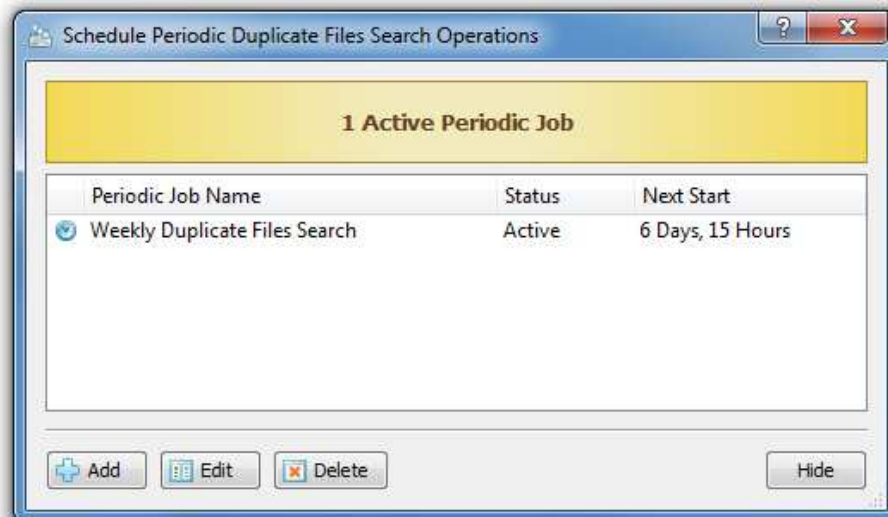 Schedule Periodic Duplicate Files Search Operations
1 Active Periodic Job
Periodic Job Name Status Next Start
Weekly Duplicate Files Search Active 6 Days, 15 Hours
Add Edit Delete Hide